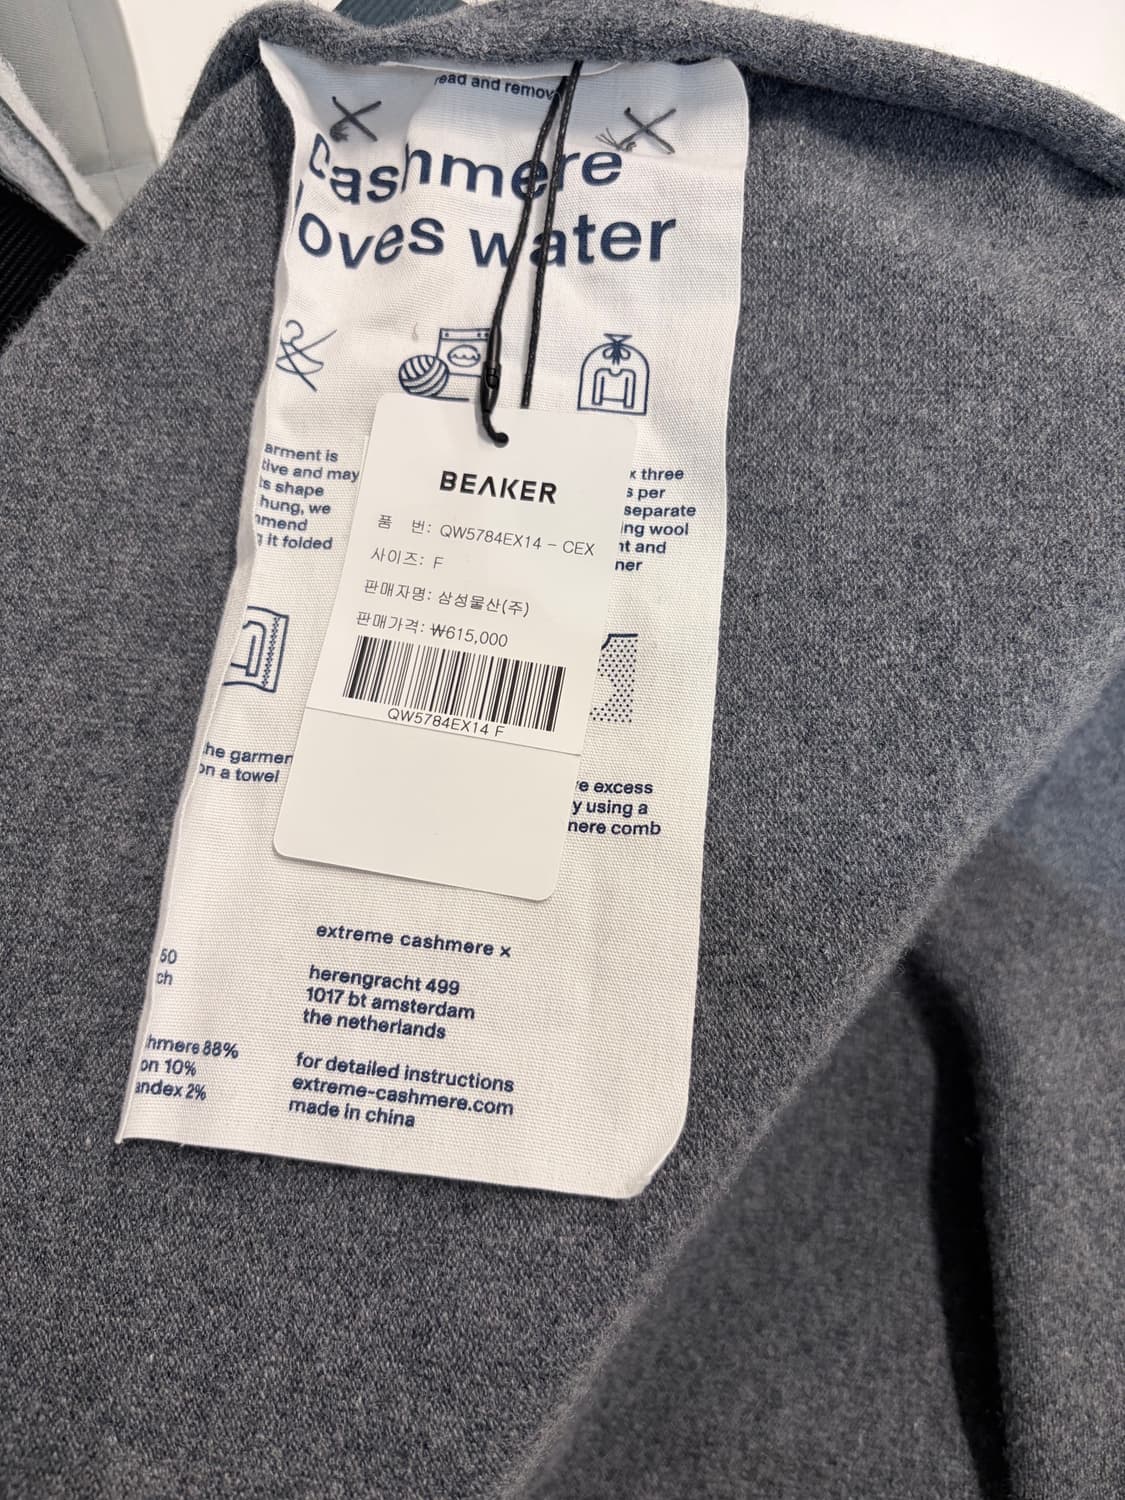 read and remove
Cashmere
loves water
arment is
tive and may
ts shape
hung, we
mmend
g it folded
x three
s per
separate
ing wool
nt and
ner
BEAKER
품 번: QW5784EX14 - CEX
사이즈: F
판매자명: 삼성물산(주)
판매가격: ₩615,000
QW5784EX14 F
he garmen
on a towel
e excess
y using a
mere comb
extreme cashmere x
herengracht 499
1017 bt amsterdam
the netherlands
for detailed instructions
extreme-cashmere.com
made in china
50
ch
hmere 88%
on 10%
andex 2%